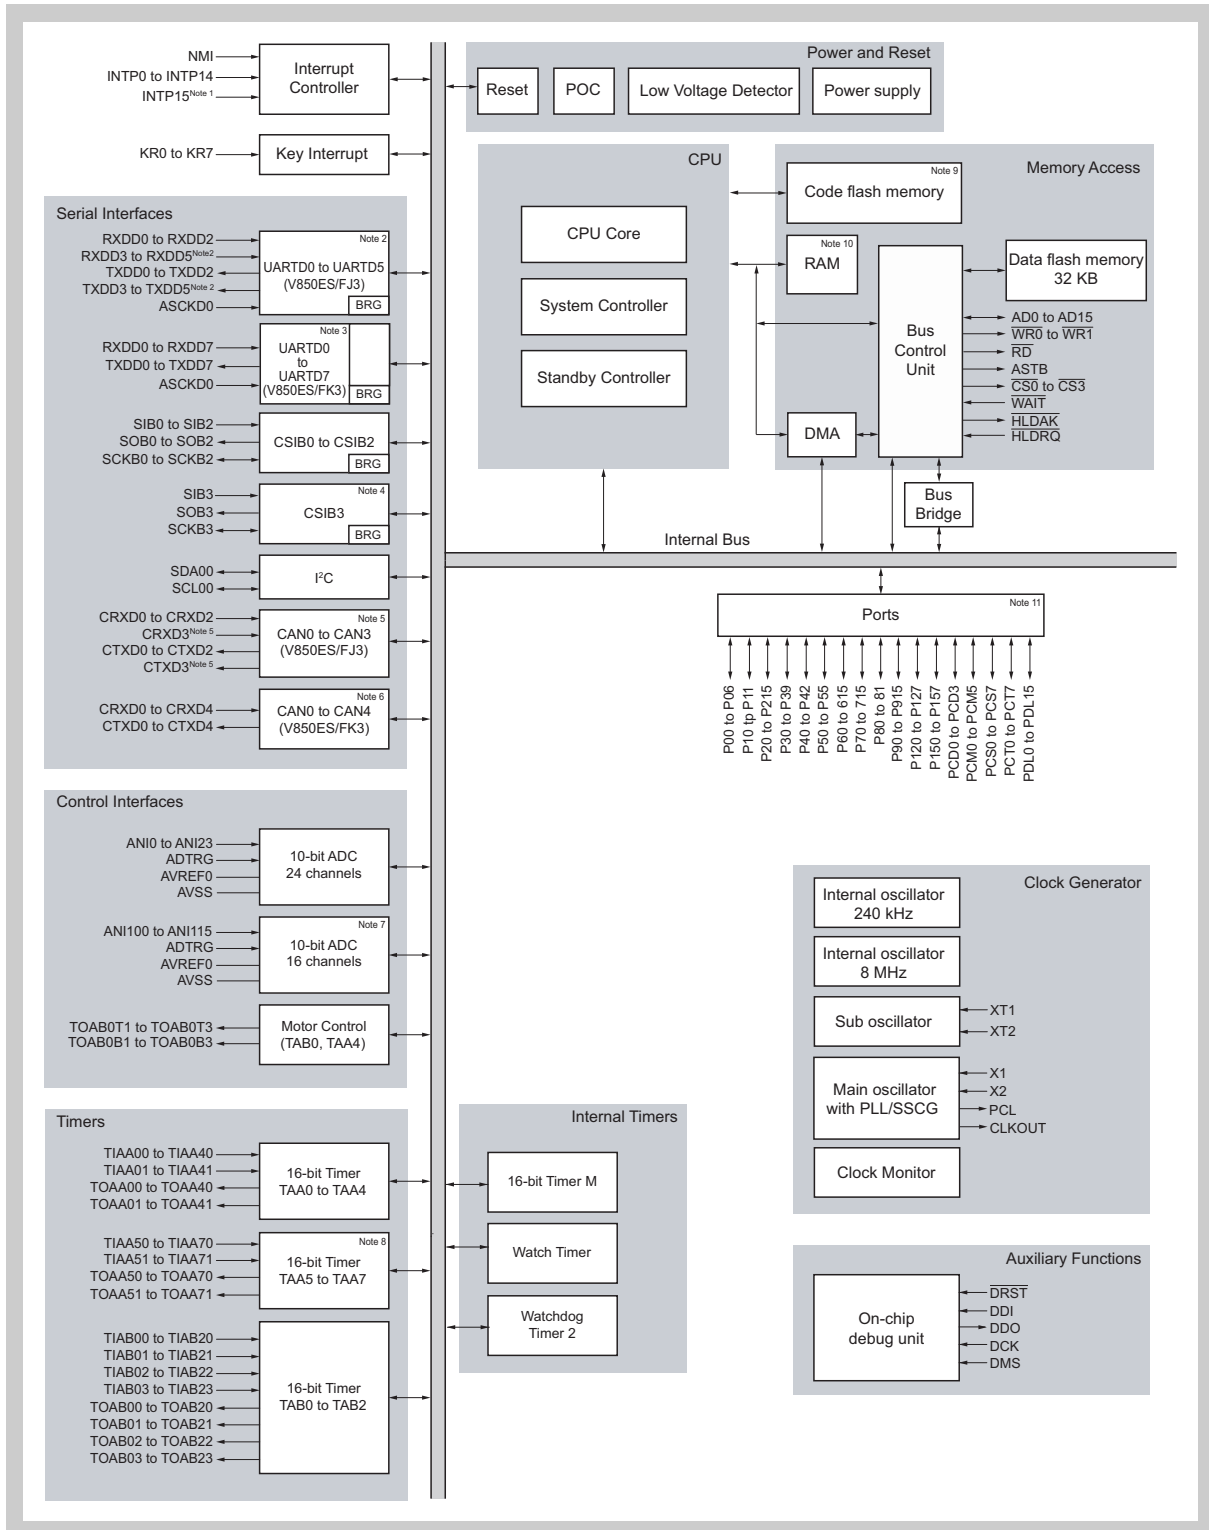 NMI
INTP0 to INTP14
INTP15Note 1
Interrupt
Controller
KR0 to KR7
Key Interrupt
Power and Reset
Reset
POC
Low Voltage Detector
Power supply
CPU
CPU Core
System Controller
Standby Controller
Memory Access
Note 9
Code flash memory
Note 10
RAM
Data flash memory
32 KB
Bus
Control
Unit
DMA
AD0 to AD15
WR0 to WR1
RD
ASTB
CS0 to CS3
WAIT
HLDAK
HLDRQ
Bus
Bridge
Internal Bus
Note 11
Ports
P00 to P06
P10 tp P11
P20 to P215
P30 to P39
P40 to P42
P50 to P55
P60 to 615
P70 to 715
P80 to 81
P90 to P915
P120 to P127
P150 to P157
PCD0 to PCD3
PCM0 to PCM5
PCS0 to PCS7
PCT0 to PCT7
PDL0 to PDL15
Serial Interfaces
RXDD0 to RXDD2
RXDD3 to RXDD5Note2
TXDD0 to TXDD2
TXDD3 to TXDD5Note 2
ASCKD0
Note 2
UARTD0 to UARTD5
(V850ES/FJ3)
BRG
RXDD0 to RXDD7
TXDD0 to TXDD7
ASCKD0
Note 3
UARTD0
to
UARTD7
(V850ES/FK3)
BRG
SIB0 to SIB2
SOB0 to SOB2
SCKB0 to SCKB2
CSIB0 to CSIB2
BRG
SIB3
SOB3
SCKB3
Note 4
CSIB3
BRG
SDA00
SCL00
I²C
CRXD0 to CRXD2
CRXD3Note 5
CTXD0 to CTXD2
CTXD3Note 5
Note 5
CAN0 to CAN3
(V850ES/FJ3)
CRXD0 to CRXD4
CTXD0 to CTXD4
Note 6
CAN0 to CAN4
(V850ES/FK3)
Control Interfaces
ANI0 to ANI23
ADTRG
AVREF0
AVSS
10-bit ADC
24 channels
ANI100 to ANI115
ADTRG
AVREF0
AVSS
Note 7
10-bit ADC
16 channels
TOAB0T1 to TOAB0T3
TOAB0B1 to TOAB0B3
Motor Control
(TAB0, TAA4)
Timers
TIAA00 to TIAA40
TIAA01 to TIAA41
TOAA00 to TOAA40
TOAA01 to TOAA41
16-bit Timer
TAA0 to TAA4
TIAA50 to TIAA70
TIAA51 to TIAA71
TOAA50 to TOAA70
TOAA51 to TOAA71
Note 8
16-bit Timer
TAA5 to TAA7
TIAB00 to TIAB20
TIAB01 to TIAB21
TIAB02 to TIAB22
TIAB03 to TIAB23
TOAB00 to TOAB20
TOAB01 to TOAB21
TOAB02 to TOAB22
TOAB03 to TOAB23
16-bit Timer
TAB0 to TAB2
Internal Timers
16-bit Timer M
Watch Timer
Watchdog
Timer 2
Clock Generator
Internal oscillator
240 kHz
Internal oscillator
8 MHz
Sub oscillator
XT1
XT2
Main oscillator
with PLL/SSCG
X1
X2
PCL
CLKOUT
Clock Monitor
Auxiliary Functions
On-chip
debug unit
DRST
DDI
DDO
DCK
DMS